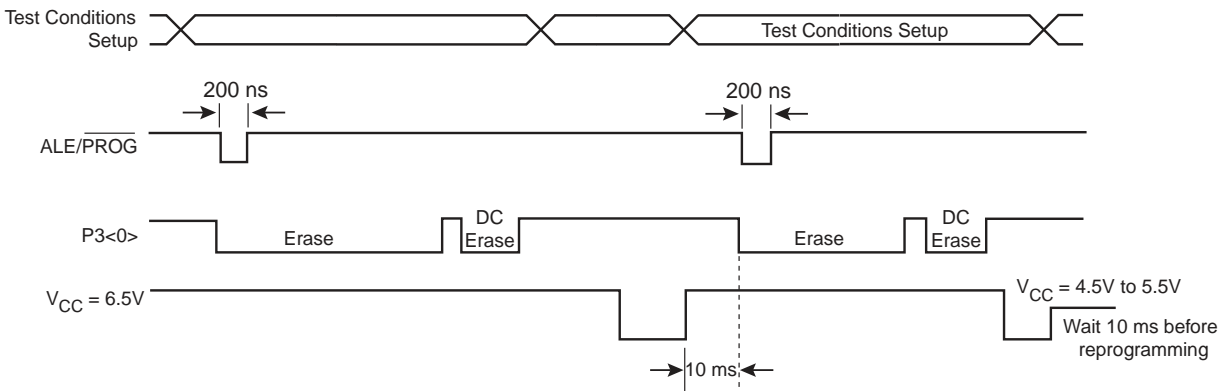 Test Conditions
Setup
Test Conditions Setup
200 ns
200 ns
ALE/PROG
P3<0>
Erase
DC
Erase
Erase
DC
Erase
VCC = 6.5V
VCC = 4.5V to 5.5V
Wait 10 ms before
reprogramming
10 ms